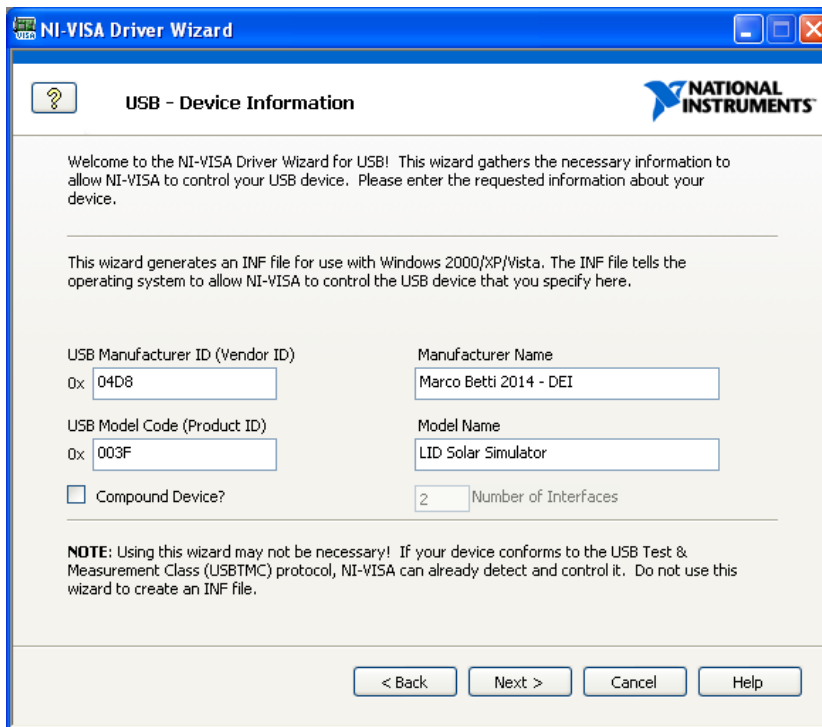 NI-VISA Driver Wizard
USB - Device Information
NATIONAL
INSTRUMENTS
Welcome to the NI-VISA Driver Wizard for USB! This wizard gathers the necessary information to
allow NI-VISA to control your USB device. Please enter the requested information about your
device.
This wizard generates an INF file for use with Windows 2000/XP/Vista. The INF file tells the
operating system to allow NI-VISA to control the USB device that you specify here.
USB Manufacturer ID (Vendor ID)
Manufacturer Name
0x 04D8
Marco Betti 2014 - DEI
USB Model Code (Product ID)
Model Name
0x 003F
LID Solar Simulator
Compound Device?
2 Number of Interfaces
NOTE: Using this wizard may not be necessary! If your device conforms to the USB Test &
Measurement Class (USBTMC) protocol, NI-VISA can already detect and control it. Do not use this
wizard to create an INF file.
< Back Next > Cancel Help